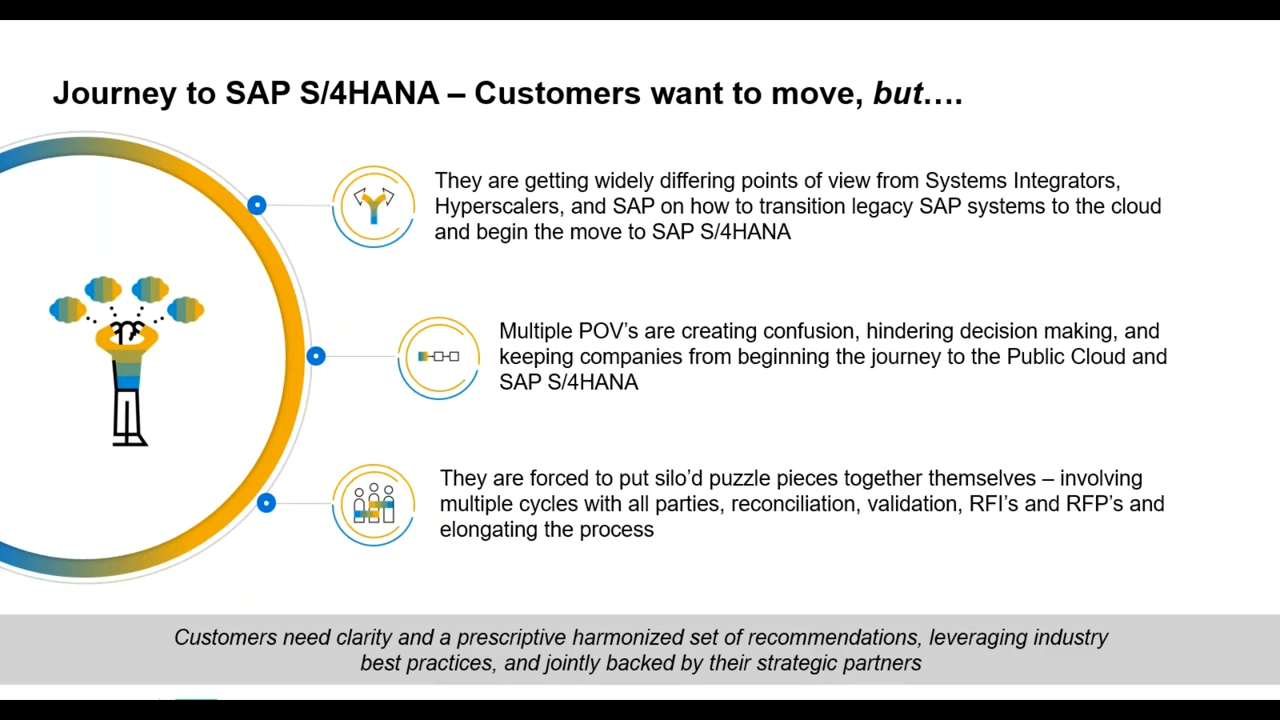 Journey to SAP S/4HANA – Customers want to move, but….
They are getting widely differing points of view from Systems Integrators,
Hyperscalers, and SAP on how to transition legacy SAP systems to the cloud
and begin the move to SAP S/4HANA
Multiple POV’s are creating confusion, hindering decision making, and
keeping companies from beginning the journey to the Public Cloud and
SAP S/4HANA
They are forced to put silo’d puzzle pieces together themselves – involving
multiple cycles with all parties, reconciliation, validation, RFI’s and RFP’s and
elongating the process
Customers need clarity and a prescriptive harmonized set of recommendations, leveraging industry
best practices, and jointly backed by their strategic partners